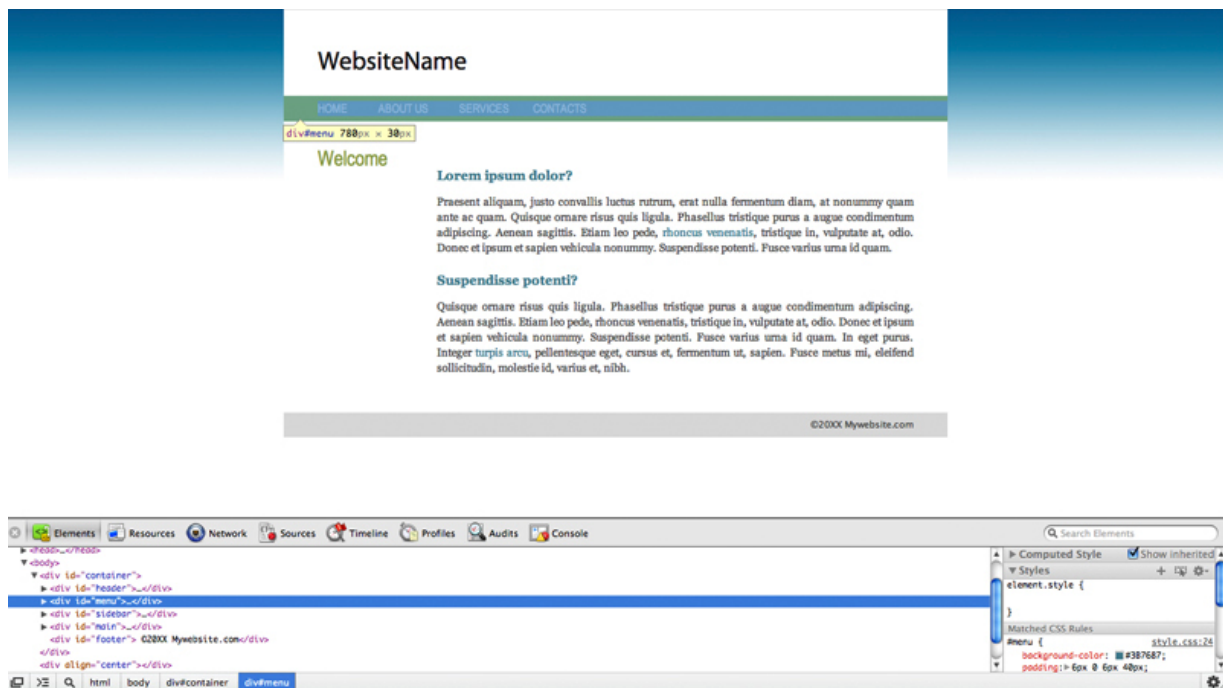 WebsiteName
HOME ABOUT US SERVICES CONTACTS
div#menu 780px × 30px
Welcome
Lorem ipsum dolor?
Praesent aliquam, justo convallis luctus rutrum, erat nulla fermentum diam, at nonummy quam
ante ac quam. Quisque ornare risus quis ligula. Phasellus tristique purus a augue condimentum
adipiscing. Aenean sagittis. Etiam leo pede, rhoncus venenatis, tristique in, vulputate at, odio.
Donec et ipsum et sapien vehicula nonummy. Suspendisse potenti. Fusce varius urna id quam.
Suspendisse potenti?
Quisque ornare risus quis ligula. Phasellus tristique purus a augue condimentum adipiscing.
Aenean sagittis. Etiam leo pede, rhoncus venenatis, tristique in, vulputate at, odio. Donec et ipsum
et sapien vehicula nonummy. Suspendisse potenti. Fusce varius urna id quam. In eget purus.
Integer turpis arcu, pellentesque eget, cursus et, fermentum ut, sapien. Fusce metus mi, eleifend
sollicitudin, molestie id, varius et, nibh.
©20XX Mywebsite.com
Elements Resources Network Sources Timeline Profiles Audits Console Search Elements
▶ <head>…</head>
▼ <body>
▼ <div id="container">
▶ <div id="header">…</div>
▶ <div id="menu">…</div>
▶ <div id="sidebar">…</div>
▶ <div id="main">…</div>
<div id="footer"> ©20XX Mywebsite.com</div>
</div>
<div align="center"></div>
▶ Computed Style Show inherited
▼ Styles
element.style {
}
Matched CSS Rules
#menu { style.css:24
background-color: #387687;
padding:▶ 6px 0 6px 40px;
html body div#container div#menu